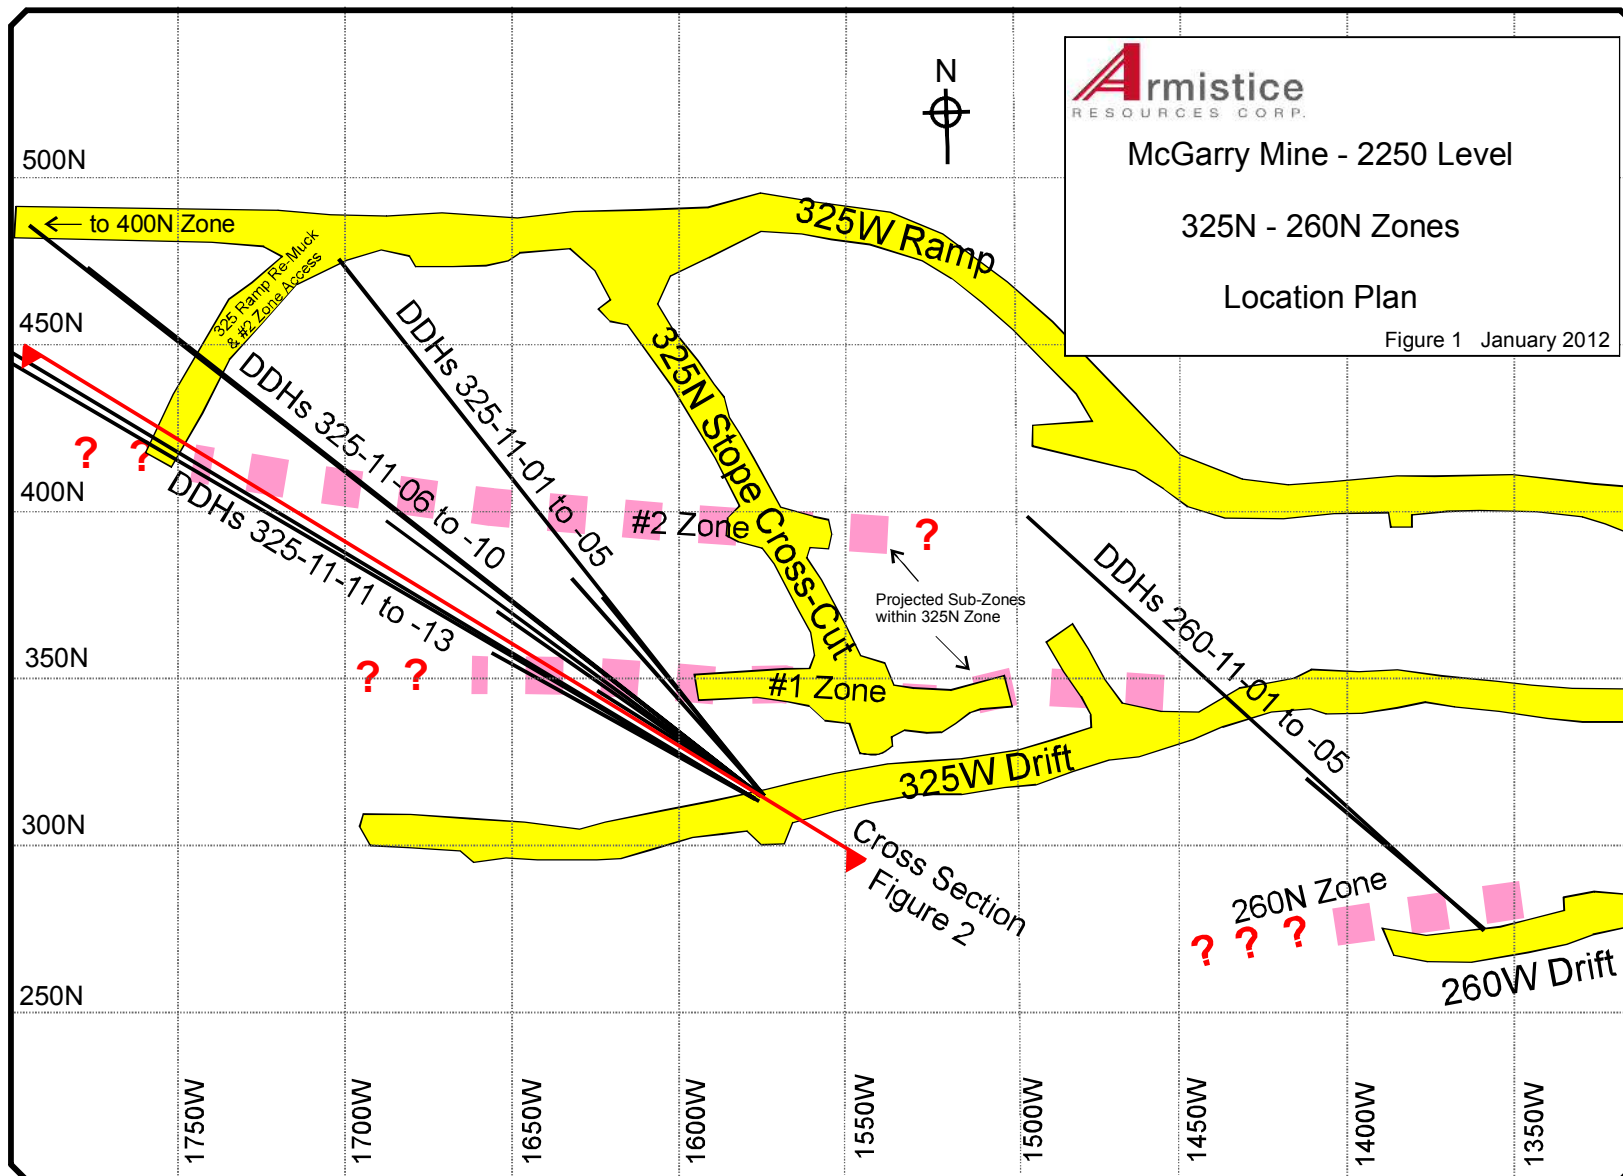 Armistice
RESOURCES CORP.
McGarry Mine - 2250 Level
325N - 260N Zones
Location Plan
Figure 1 January 2012
N
500N
450N
400N
350N
300N
250N
← to 400N Zone
325W Ramp
325 Ramp Re-Muck
& #2 Zone Access
DDHs 325-11-01 to -05
DDHs 325-11-06 to -10
DDHs 325-11-11 to -13
325N Stope Cross-Cut
? ?
#2 Zone
?
Projected Sub-Zones
within 325N Zone
DDHs 260-11-01 to -05
? ?
#1 Zone
325W Drift
Cross Section
Figure 2
260N Zone
? ? ?
260W Drift
1750W
1700W
1650W
1600W
1550W
1500W
1450W
1400W
1350W